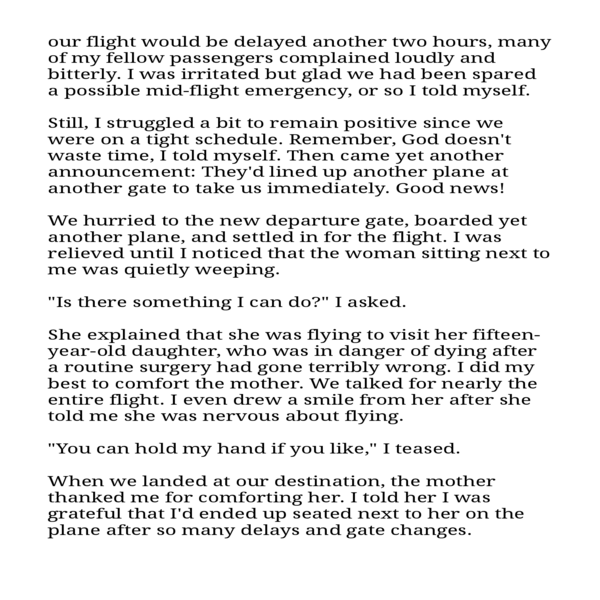 our flight would be delayed another two hours, many
of my fellow passengers complained loudly and
bitterly. I was irritated but glad we had been spared
a possible mid-flight emergency, or so I told myself.
Still, I struggled a bit to remain positive since we
were on a tight schedule. Remember, God doesn't
waste time, I told myself. Then came yet another
announcement: They'd lined up another plane at
another gate to take us immediately. Good news!
We hurried to the new departure gate, boarded yet
another plane, and settled in for the flight. I was
relieved until I noticed that the woman sitting next to
me was quietly weeping.
"Is there something I can do?" I asked.
She explained that she was flying to visit her fifteen-
year-old daughter, who was in danger of dying after
a routine surgery had gone terribly wrong. I did my
best to comfort the mother. We talked for nearly the
entire flight. I even drew a smile from her after she
told me she was nervous about flying.
"You can hold my hand if you like," I teased.
When we landed at our destination, the mother
thanked me for comforting her. I told her I was
grateful that I'd ended up seated next to her on the
plane after so many delays and gate changes.